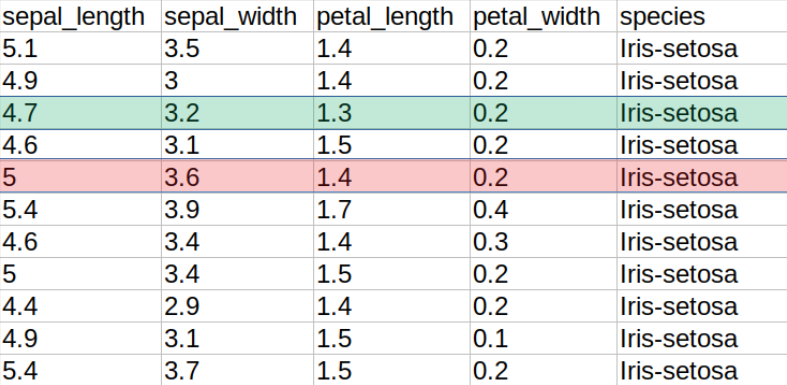 sepal_length sepal_width petal_length petal_width species
5.1 3.5 1.4 0.2 Iris-setosa
4.9 3 1.4 0.2 Iris-setosa
4.7 3.2 1.3 0.2 Iris-setosa
4.6 3.1 1.5 0.2 Iris-setosa
5 3.6 1.4 0.2 Iris-setosa
5.4 3.9 1.7 0.4 Iris-setosa
4.6 3.4 1.4 0.3 Iris-setosa
5 3.4 1.5 0.2 Iris-setosa
4.4 2.9 1.4 0.2 Iris-setosa
4.9 3.1 1.5 0.1 Iris-setosa
5.4 3.7 1.5 0.2 Iris-setosa